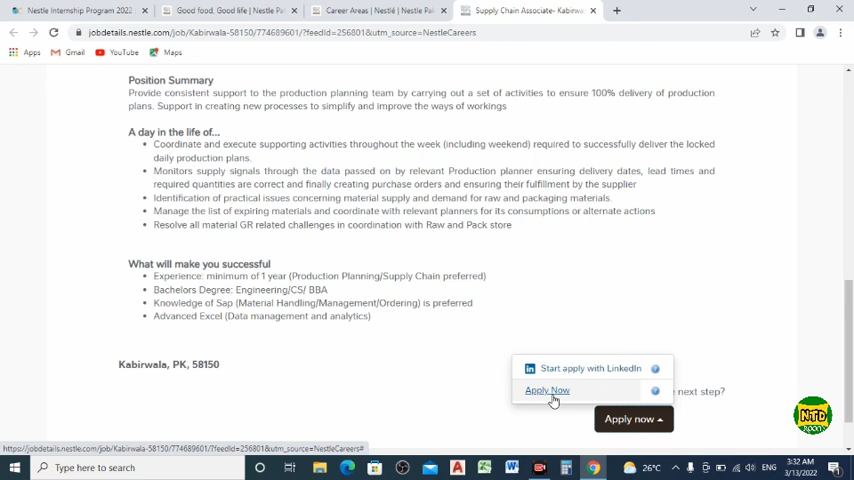 Nestle Internship Program 2022
Good food, Good life | Nestle Pak
Career Areas | Nestlé | Nestle Pak
Supply Chain Associate- Kabirwa
jobdetails.nestle.com/job/Kabirwala-58150/774689601/?feedId=256801&utm_source=NestleCareers
Apps
Gmail
YouTube
Maps
Position Summary
Provide consistent support to the production planning team by carrying out a set of activities to ensure 100% delivery of production
plans. Support in creating new processes to simplify and improve the ways of workings
A day in the life of...
Coordinate and execute supporting activities throughout the week (including weekend) required to successfully deliver the locked
daily production plans.
Monitors supply signals through the data passed on by relevant Production planner ensuring delivery dates, lead times and
required quantities are correct and finally creating purchase orders and ensuring their fulfillment by the supplier
Identification of practical issues concerning material supply and demand for raw and packaging materials.
Manage the list of expiring materials and coordinate with relevant planners for its consumptions or alternate actions
Resolve all material GR related challenges in coordination with Raw and Pack store
What will make you successful
Experience: minimum of 1 year (Production Planning/Supply Chain preferred)
Bachelors Degree: Engineering/CS/ BBA
Knowledge of Sap (Material Handling/Management/Ordering) is preferred
Advanced Excel (Data management and analytics)
Kabirwala, PK, 58150
in Start apply with LinkedIn
Apply Now
e next step?
Apply now
NTD
https://jobdetails.nestle.com/job/Kabirwala-58150/774689601/?feedId=256801&utm_source=NestleCareers#
Type here to search
26°C
ENG
3:32 AM
3/13/2022